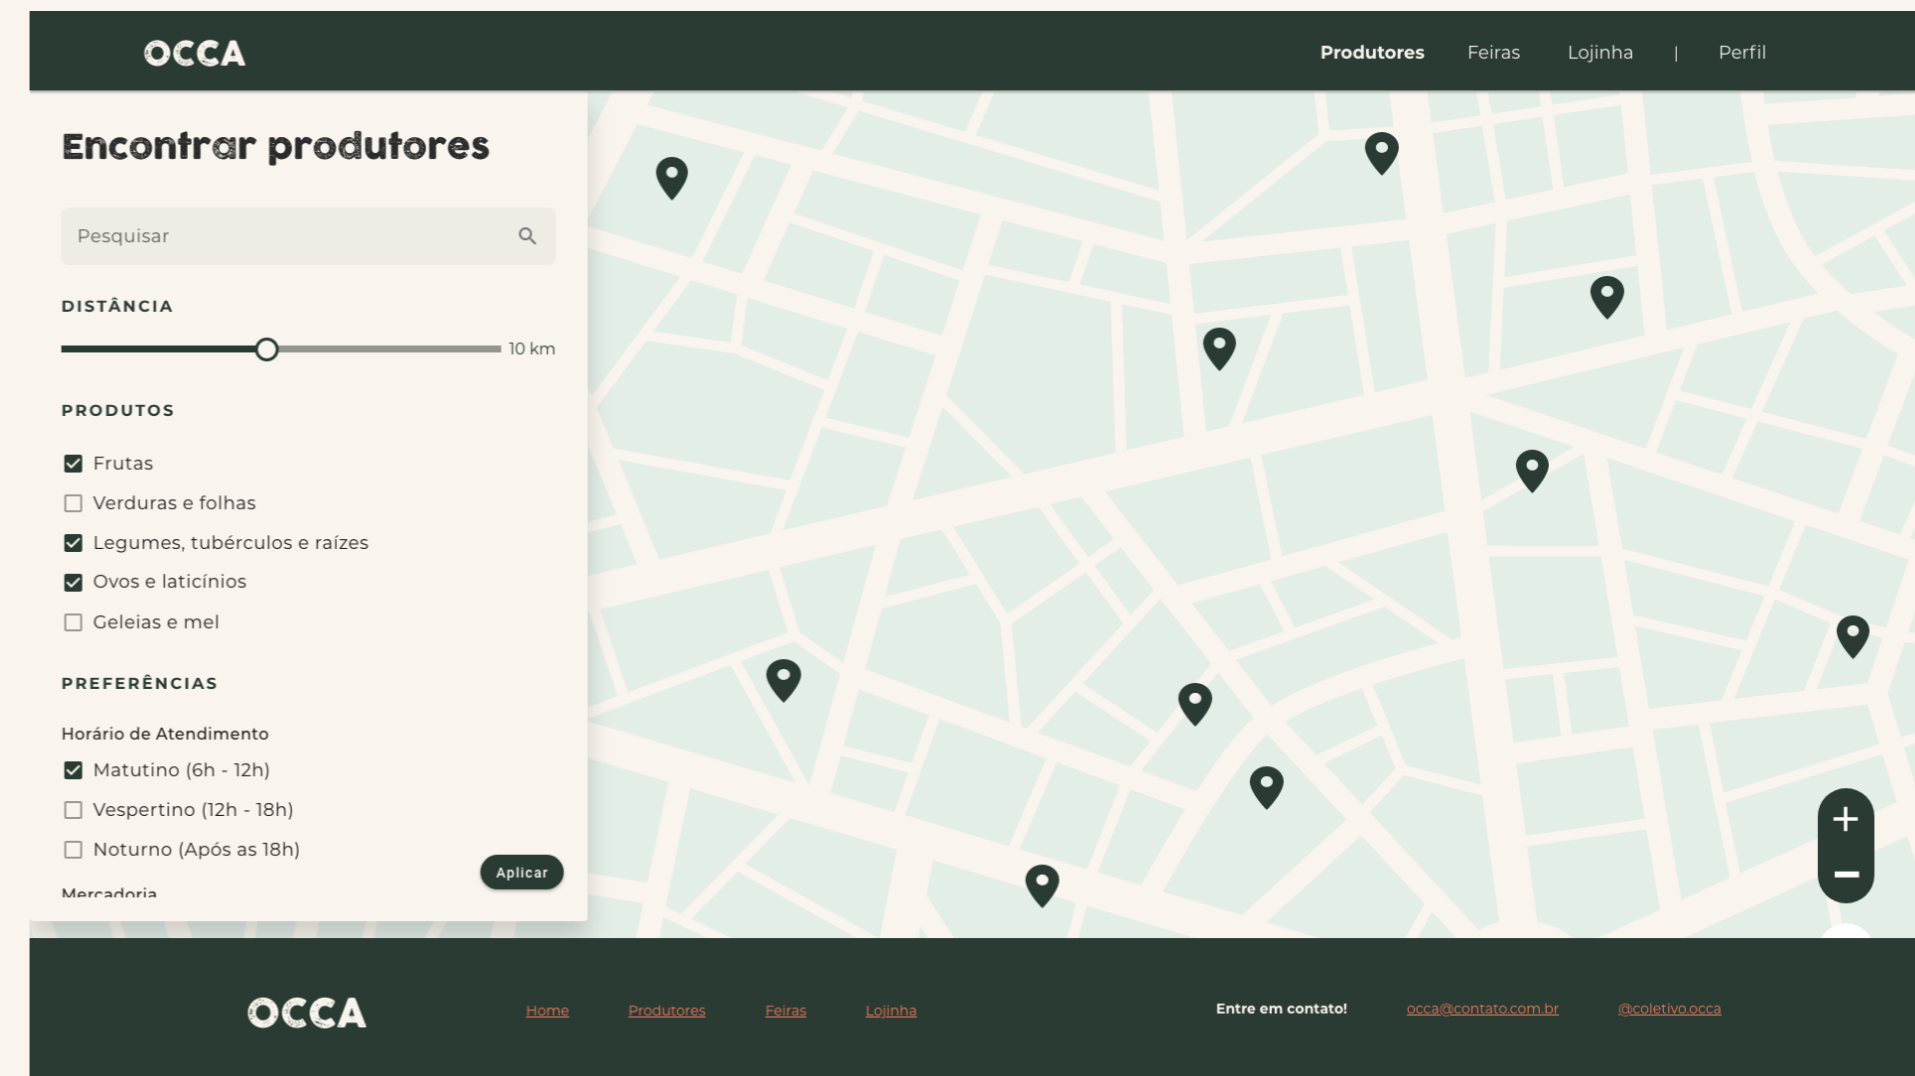 OCCA
Produtores
Feiras
Lojinha
|
Perfil
Encontrar produtores
Pesquisar
DISTÂNCIA
10 km
PRODUTOS
Frutas
Verduras e folhas
Legumes, tubérculos e raízes
Ovos e laticínios
Geleias e mel
PREFERÊNCIAS
Horário de Atendimento
Matutino (6h - 12h)
Vespertino (12h - 18h)
Noturno (Após as 18h)
Mercadoria
Aplicar
+
−
OCCA
Home
Produtores
Feiras
Lojinha
Entre em contato!
occa@contato.com.br
@coletivo.occa